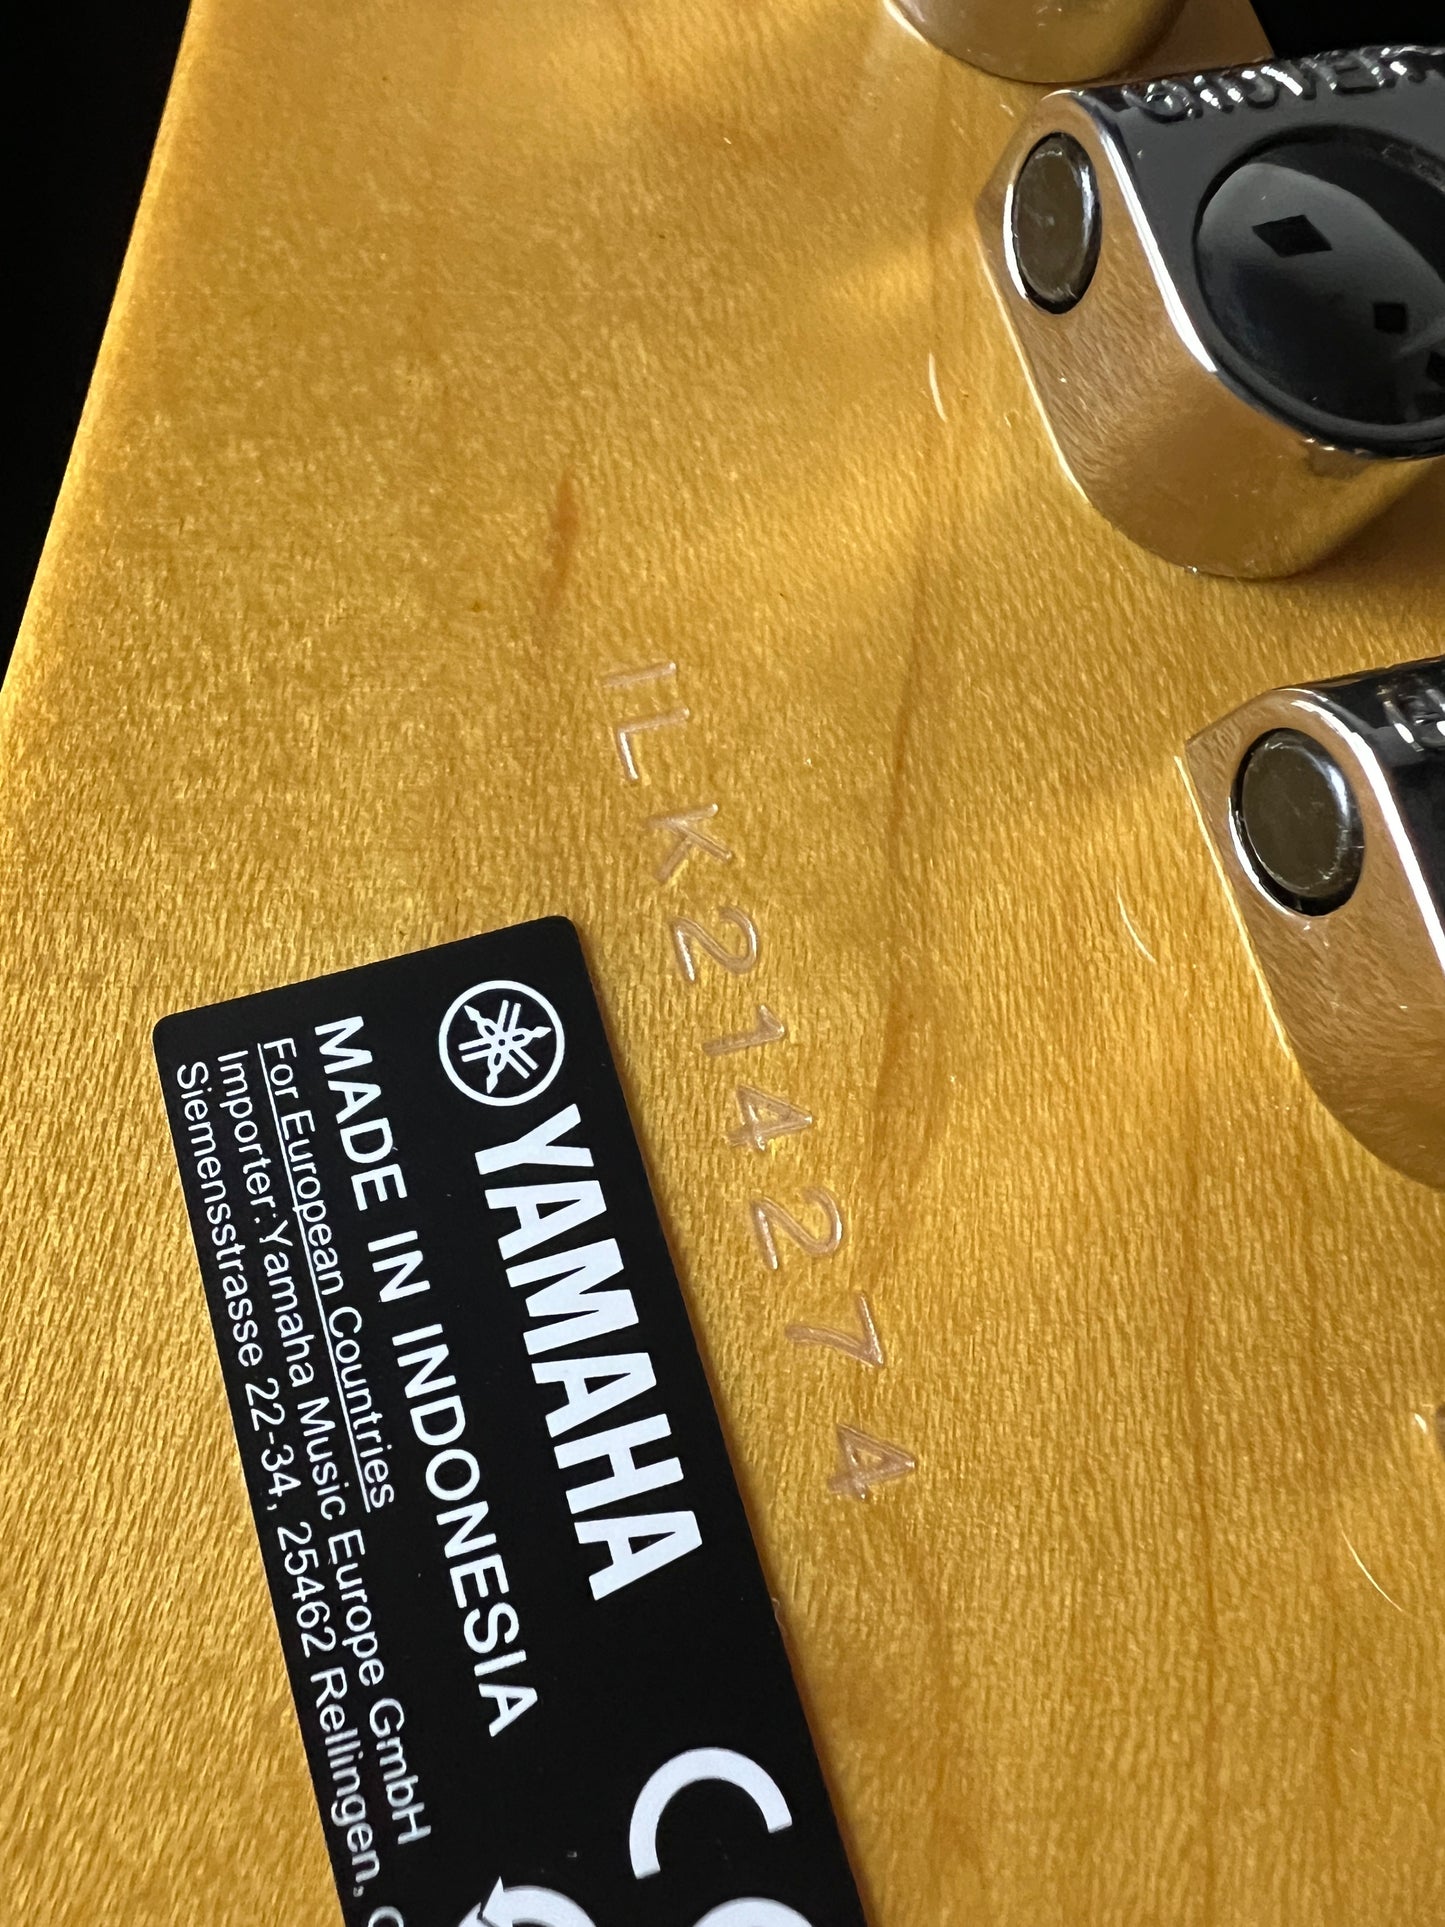 GROVER
ILK214274
YAMAHA
MADE IN INDONESIA
For European Countries
Importer:Yamaha Music Europe GmbH
Siemensstrasse 22-34, 25462 Rellingen,
C